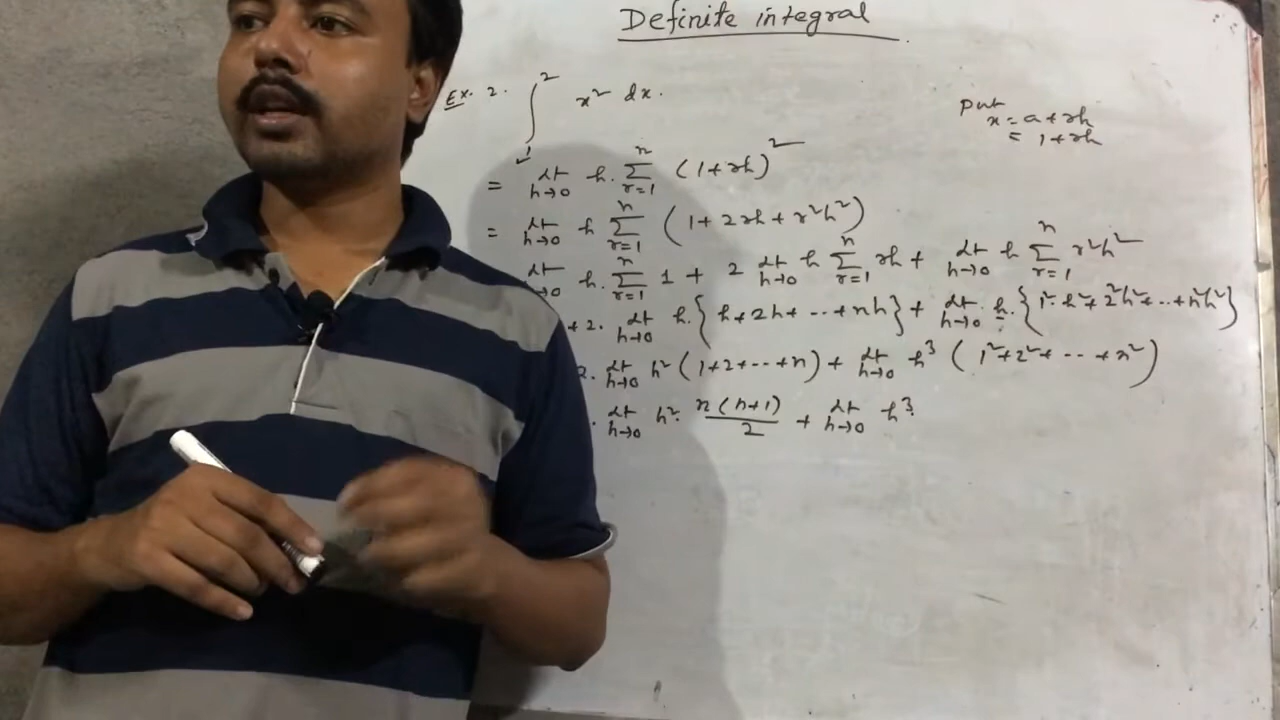 Definite integral
Ex. 2. ∫₁² x² dx.
Put
x = a + rh
= 1 + rh
= Lt h→0 h. Σ r=1 n (1+rh)²
= Lt h→0 h Σ r=1 n (1 + 2rh + r²h²)
Lt h→0 h. Σ r=1 n 1 + 2 Lt h→0 h Σ r=1 n rh + Lt h→0 h Σ r=1 n r²h²
+ 2. Lt h→0 h. {h + 2h + ... + nh} + Lt h→0 h. {1².h² + 2²h² + ... + n²h²}
2. Lt h→0 h² (1+2+...+n) + Lt h→0 h³ (1²+2²+ ... +n²)
. Lt h→0 h². n(n+1)/2 + Lt h→0 h³.